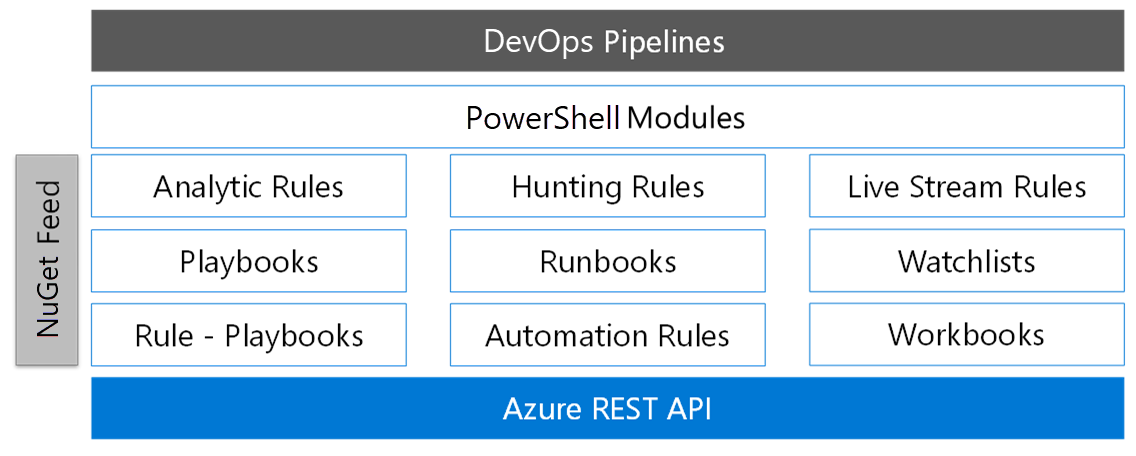 DevOps Pipelines
PowerShell Modules
NuGet Feed
Analytic Rules
Hunting Rules
Live Stream Rules
Playbooks
Runbooks
Watchlists
Rule - Playbooks
Automation Rules
Workbooks
Azure REST API